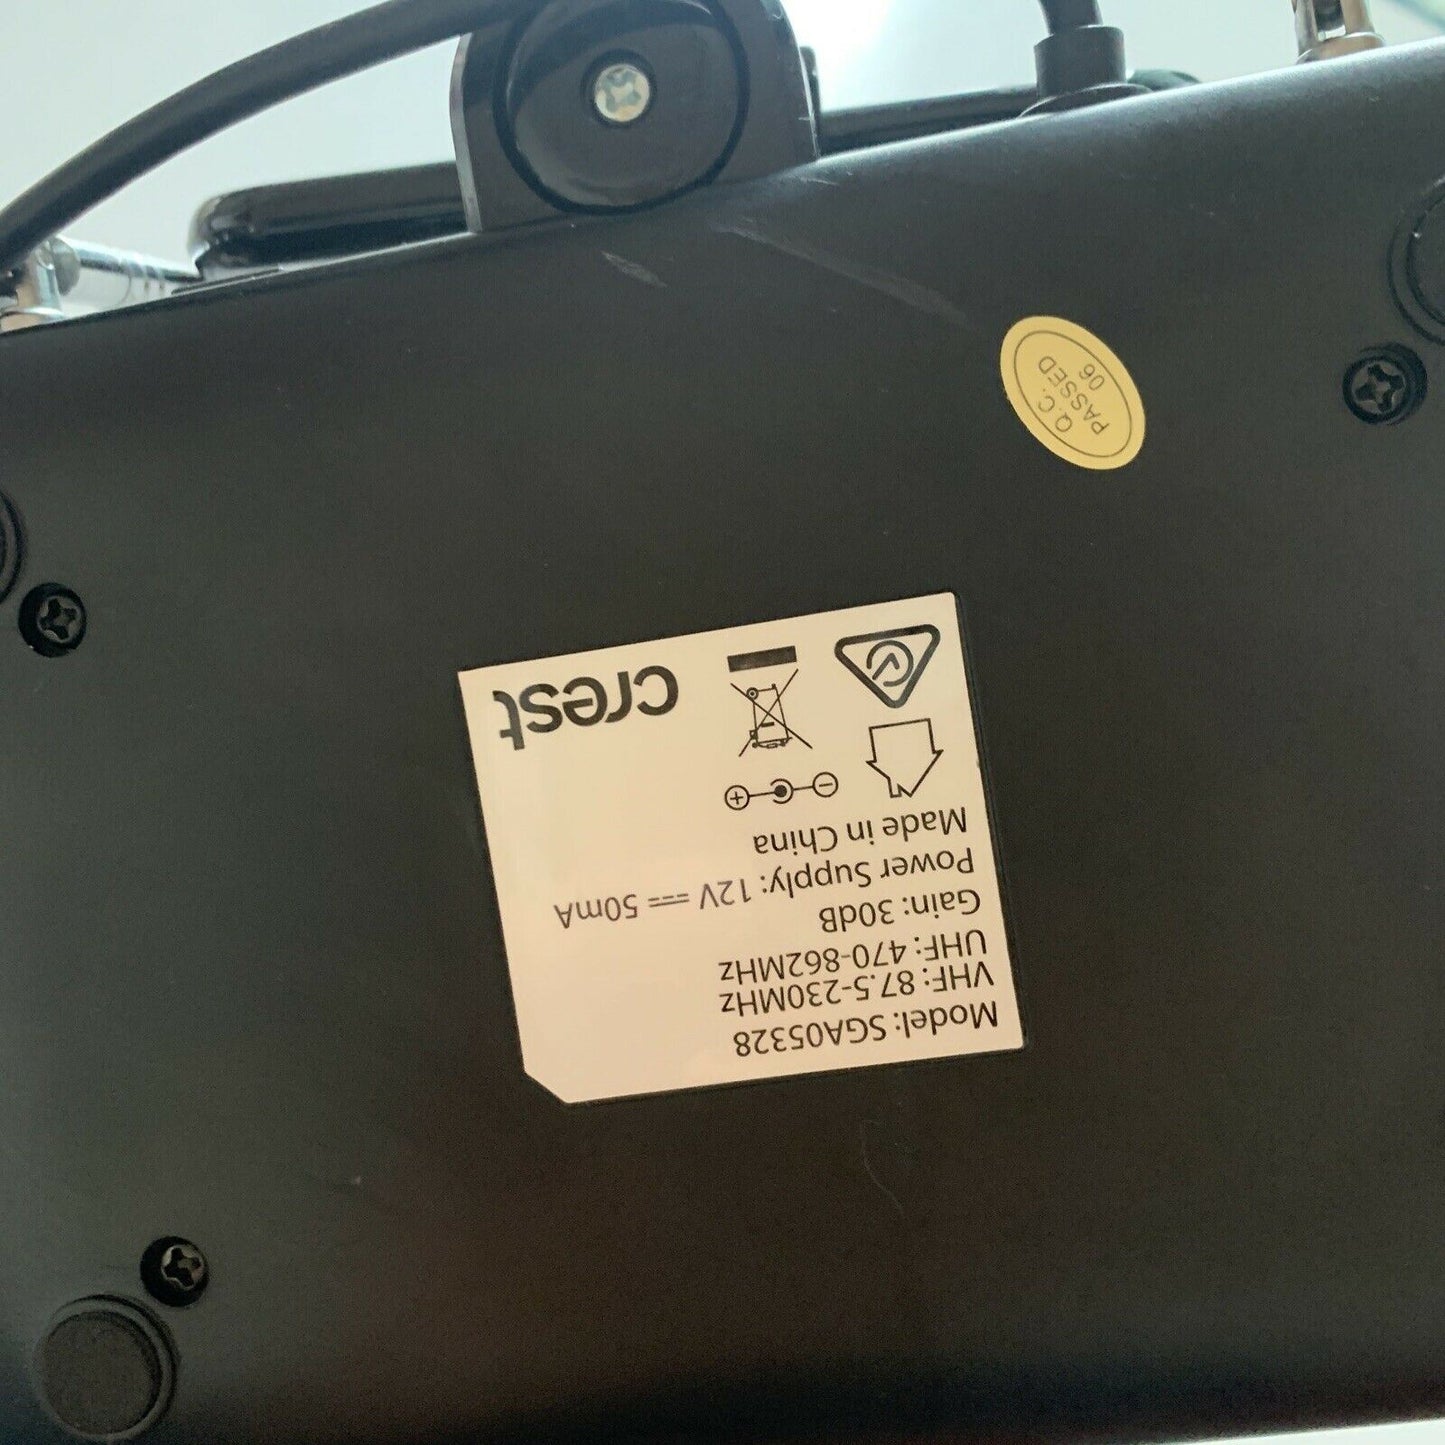 Model: SGA05328
VHF: 87.5-230MHz
UHF: 470-862MHz
Gain: 30dB
Power Supply: 12V ⎓ 50mA
Made in China
crest
Q.C.
PASSED
06